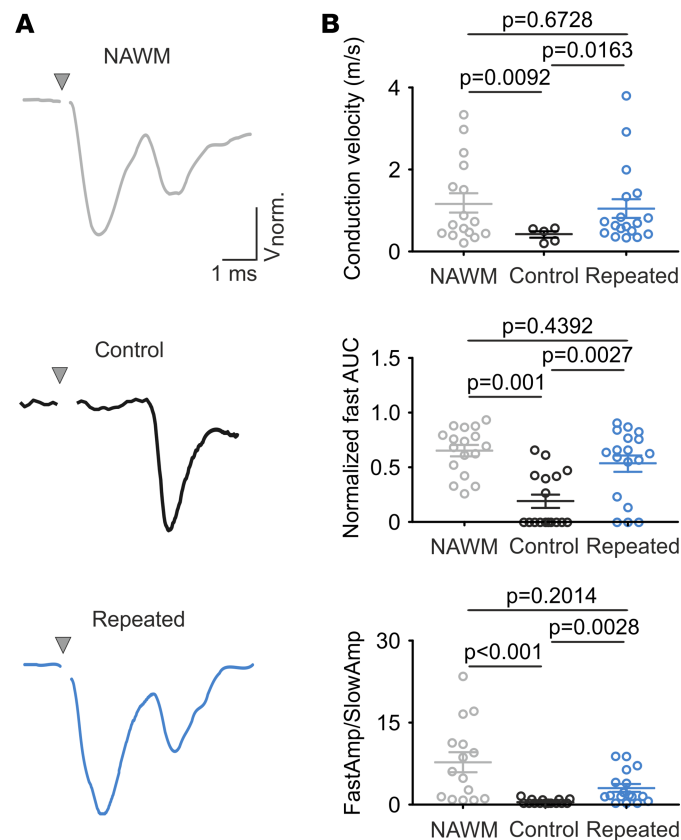 A
NAWM
1 ms
Vnorm.
Control
Repeated
B
p=0.6728
p=0.0163
p=0.0092
Conduction velocity (m/s)
4
2
0
NAWM Control Repeated
p=0.4392
p=0.0027
p=0.001
Normalized fast AUC
1.5
1.0
0.5
0
NAWM Control Repeated
p=0.2014
p=0.0028
p<0.001
FastAmp/SlowAmp
30
15
0
NAWM Control Repeated